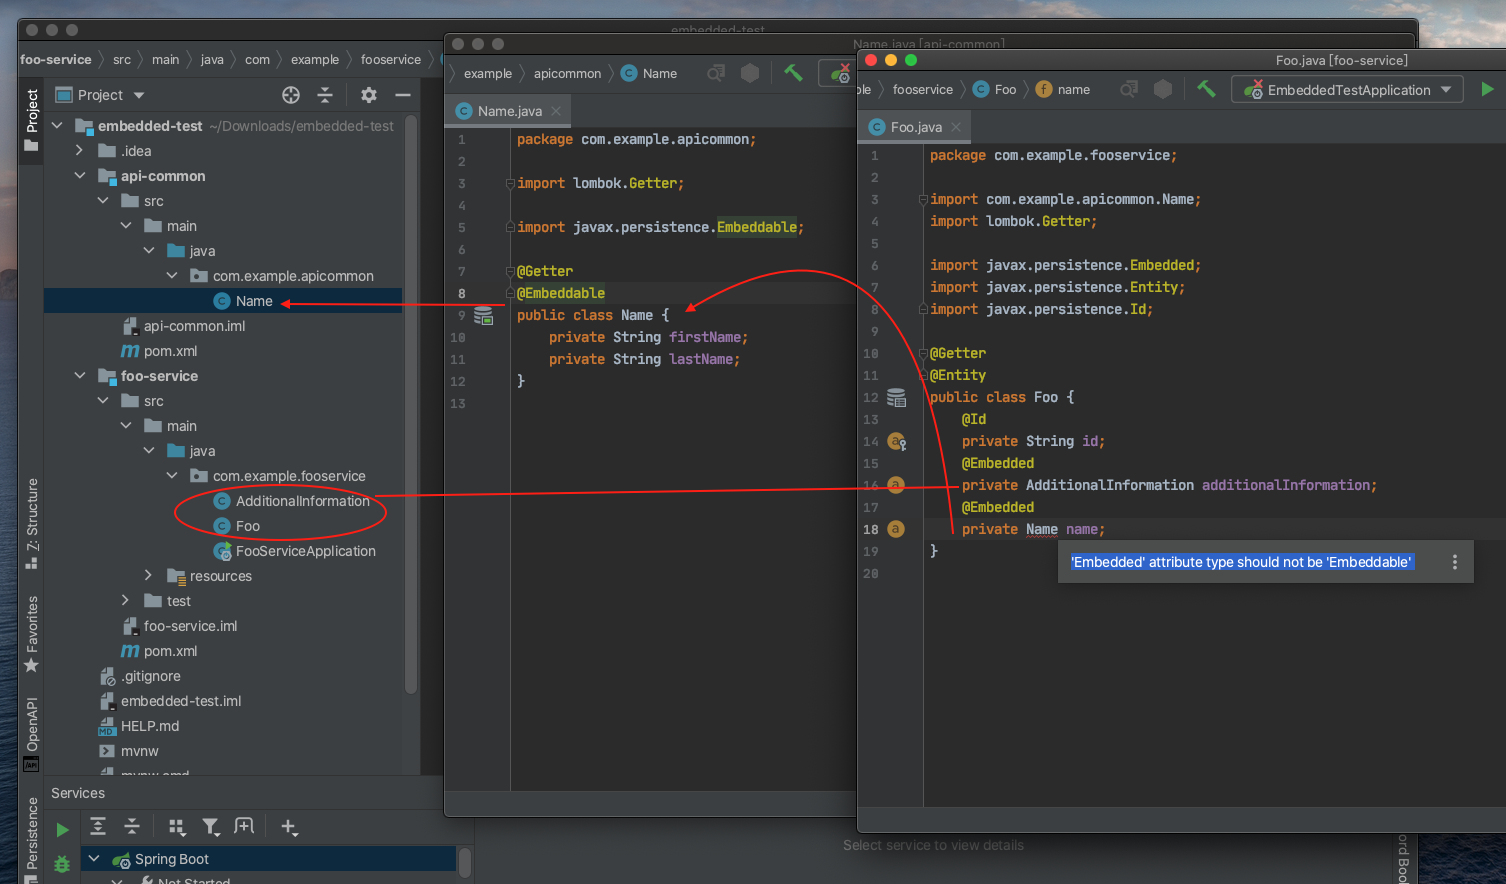 embedded-test
foo-service
src
main
java
com
example
fooservice
Project
Project
embedded-test ~/Downloads/embedded-test
.idea
api-common
src
main
java
com.example.apicommon
Name
api-common.iml
pom.xml
foo-service
src
main
java
com.example.fooservice
AdditionalInformation
Foo
FooServiceApplication
resources
test
foo-service.iml
pom.xml
.gitignore
embedded-test.iml
HELP.md
mvnw
mvnw.cmd
Z: Structure
Favorites
OpenAPI
Persistence
Services
Spring Boot
Not Started
Select service to view details
Name.java [api-common]
example
apicommon
Name
Name.java
1 package com.example.apicommon;
2
3 import lombok.Getter;
4
5 import javax.persistence.Embeddable;
6
7 @Getter
8 @Embeddable
9 public class Name {
10 private String firstName;
11 private String lastName;
12 }
13
Foo.java [foo-service]
ple
fooservice
Foo
name
EmbeddedTestApplication
Foo.java
1 package com.example.fooservice;
2
3 import com.example.apicommon.Name;
4 import lombok.Getter;
5
6 import javax.persistence.Embedded;
7 import javax.persistence.Entity;
8 import javax.persistence.Id;
9
10 @Getter
11 @Entity
12 public class Foo {
13 @Id
14 private String id;
15 @Embedded
16 private AdditionalInformation additionalInformation;
17 @Embedded
18 private Name name;
19 }
20
'Embedded' attribute type should not be 'Embeddable'
ord Boo